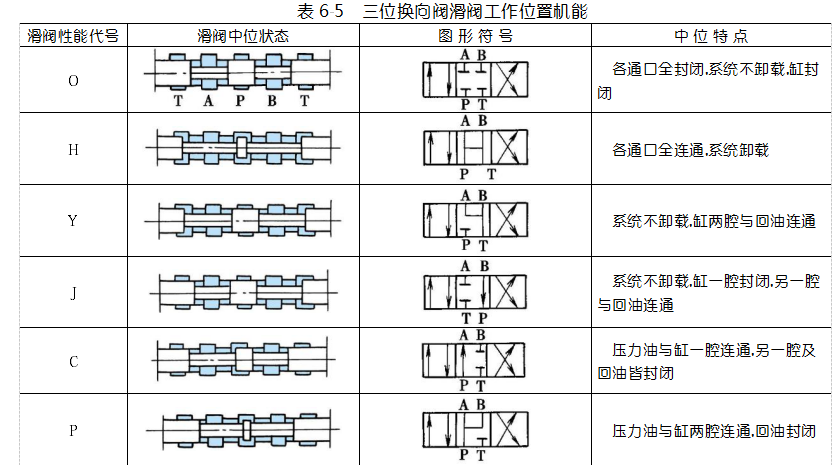 表 6-5 三位换向阀滑阀工作位置机能
滑阀性能代号 滑阀中位状态 图形符号 中位特点
A B
O 各通口全封闭,系统不卸载,缸封
闭
T A P B T P T
A B
H 各通口全连通,系统卸载
P T
A B
Y 系统不卸载,缸两腔与回油连通
P T
A B
J 系统不卸载,缸一腔封闭,另一腔
与回油连通
T P
A B
C 压力油与缸一腔连通,另一腔及
回油皆封闭
P T
A B
P 压力油与缸两腔连通,回油封闭
P T